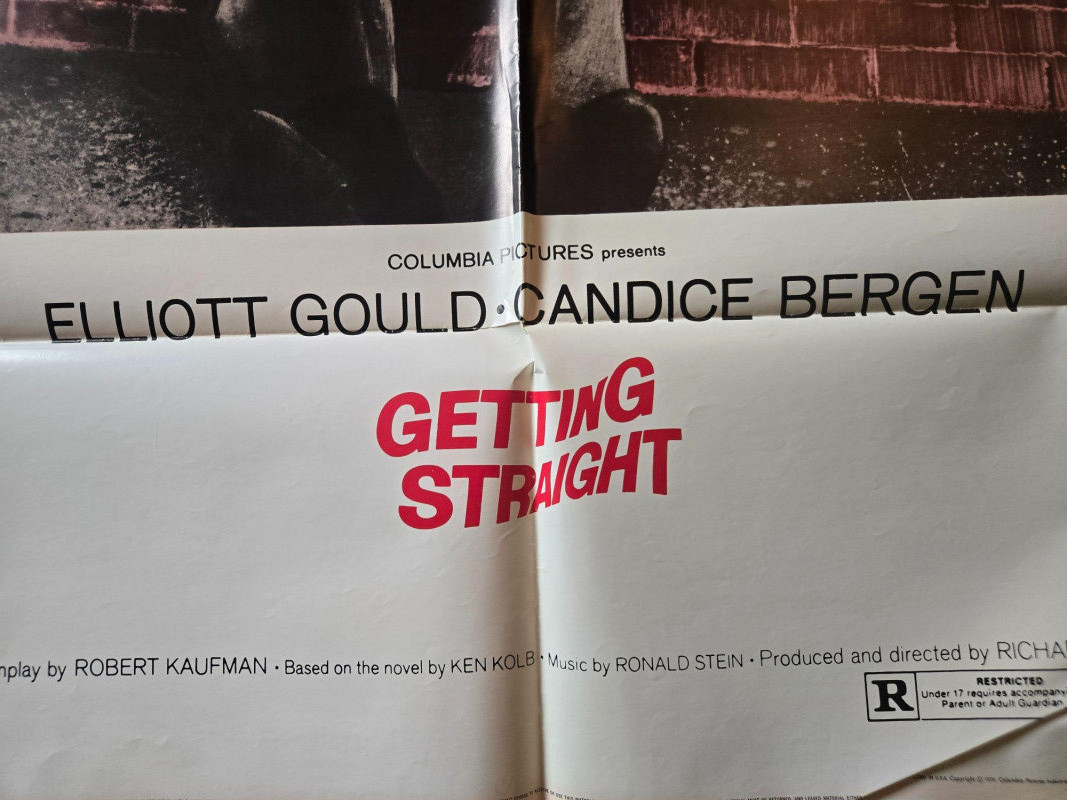 COLUMBIA PICTURES presents
ELLIOTT GOULD • CANDICE BERGEN
GETTING
STRAIGHT
nplay by ROBERT KAUFMAN • Based on the novel by KEN KOLB • Music by RONALD STEIN • Produced and directed by RICHA
R
RESTRICTED
Under 17 requires accompany
Parent or Adult Guardian